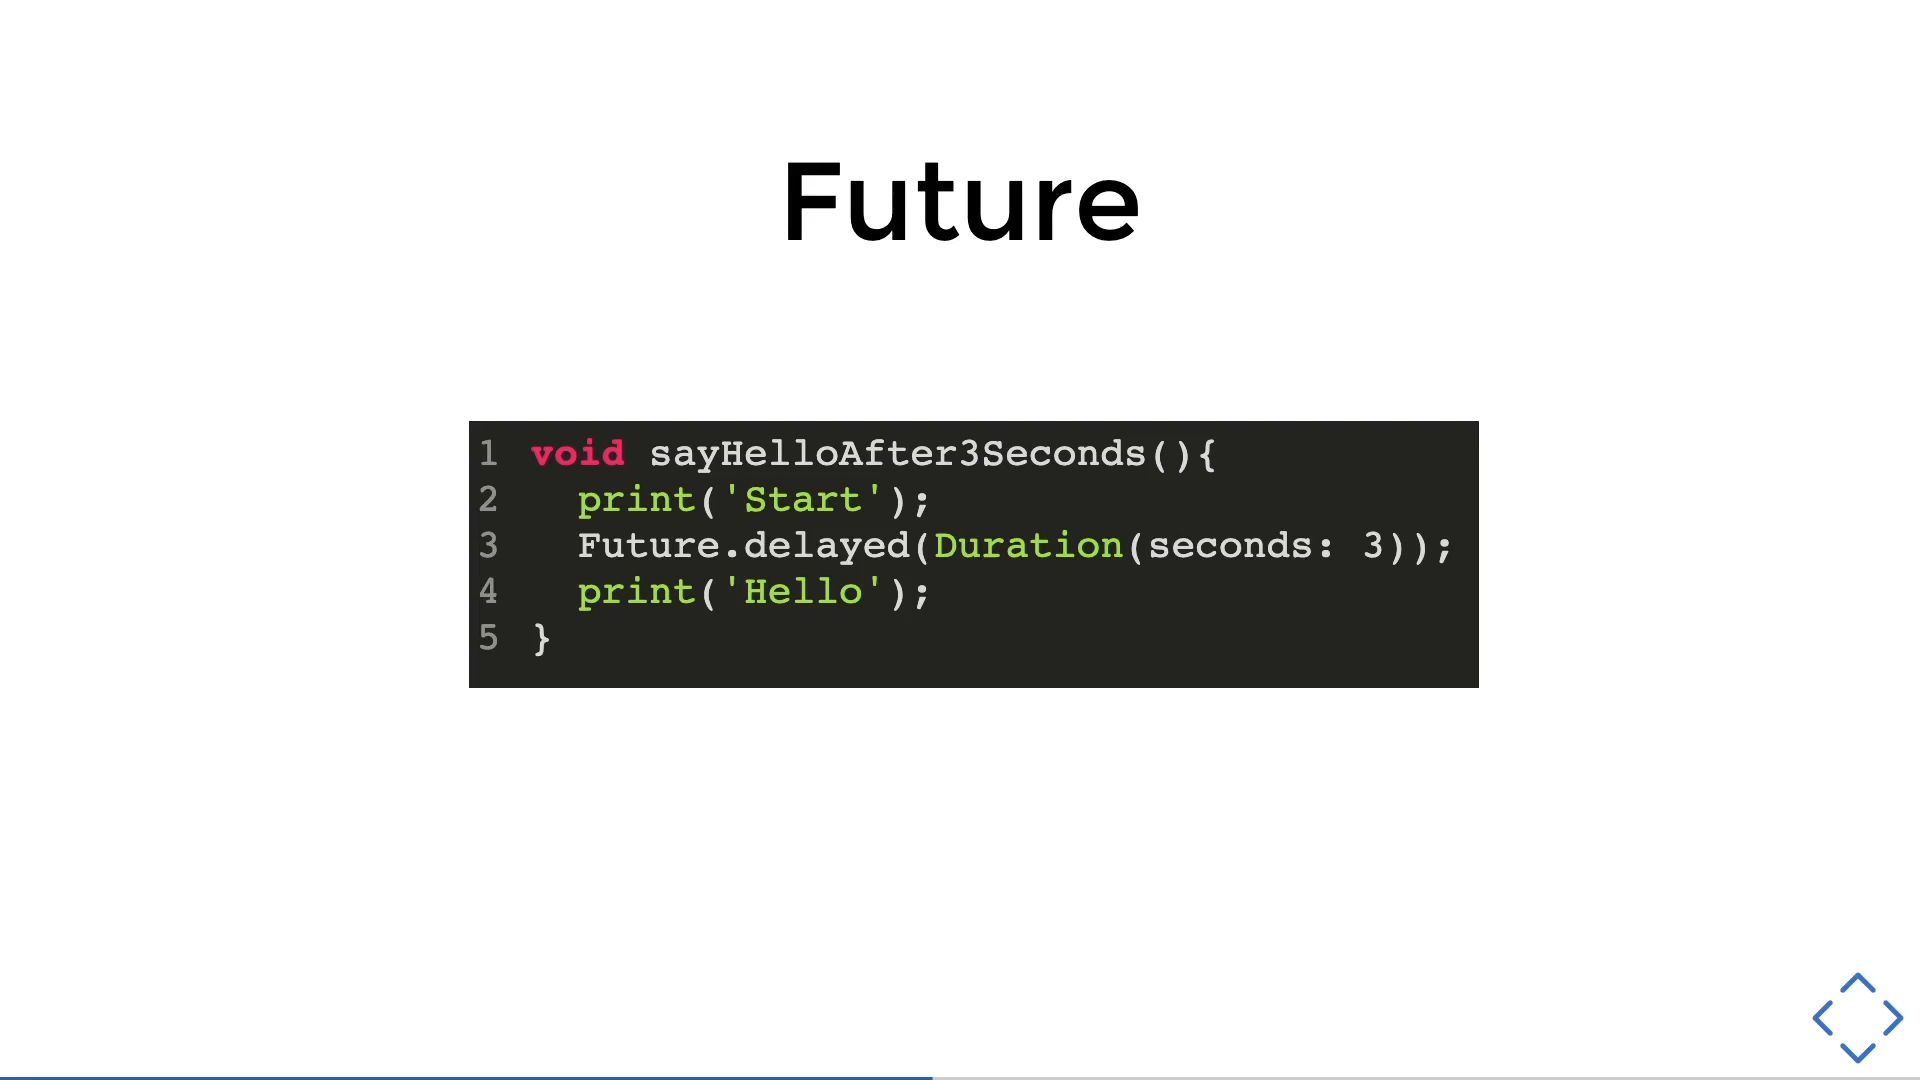 Future
1 void sayHelloAfter3Seconds(){
2   print('Start');
3   Future.delayed(Duration(seconds: 3));
4   print('Hello');
5 }